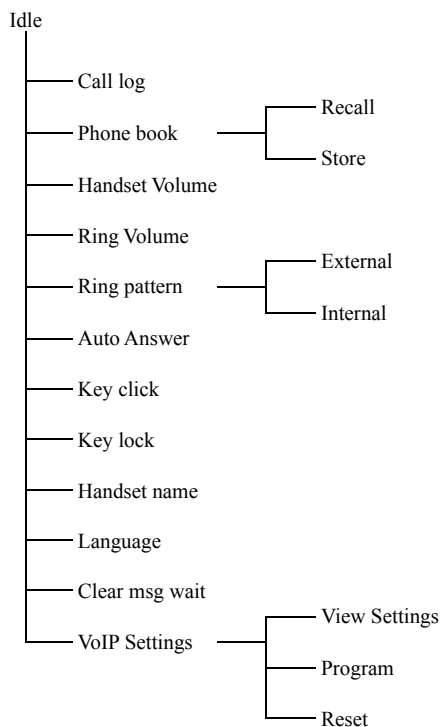 Idle
Call log
Phone book
Recall
Store
Handset Volume
Ring Volume
Ring pattern
External
Internal
Auto Answer
Key click
Key lock
Handset name
Language
Clear msg wait
VoIP Settings
View Settings
Program
Reset